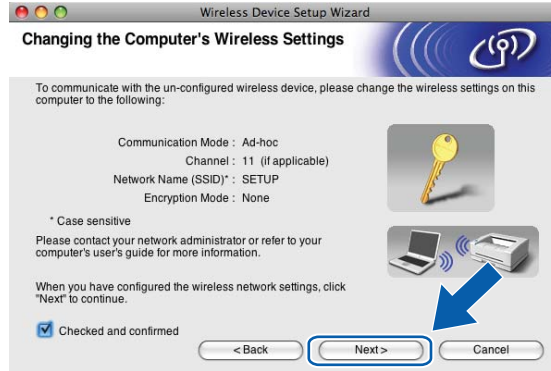 Wireless Device Setup Wizard
Changing the Computer's Wireless Settings
To communicate with the un-configured wireless device, please change the wireless settings on this
computer to the following:
Communication Mode : Ad-hoc
Channel : 11 (if applicable)
Network Name (SSID)* : SETUP
Encryption Mode : None
* Case sensitive
Please contact your network administrator or refer to your
computer's user's guide for more information.
When you have configured the wireless network settings, click
"Next" to continue.
Checked and confirmed
< Back Next > Cancel